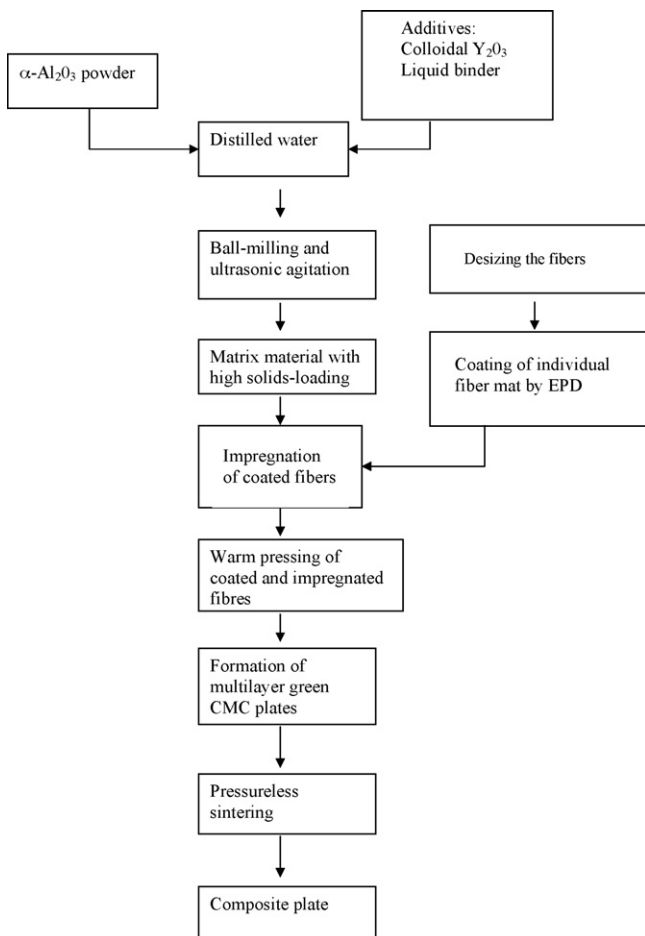 α-Al₂0₃ powder
Additives:
Colloidal Y₂0₃
Liquid binder
Distilled water
Ball-milling and
ultrasonic agitation
Desizing the fibers
Matrix material with
high solids-loading
Coating of individual
fiber mat by EPD
Impregnation
of coated fibers
Warm pressing of
coated and impregnated
fibres
Formation of
multilayer green
CMC plates
Pressureless
sintering
Composite plate